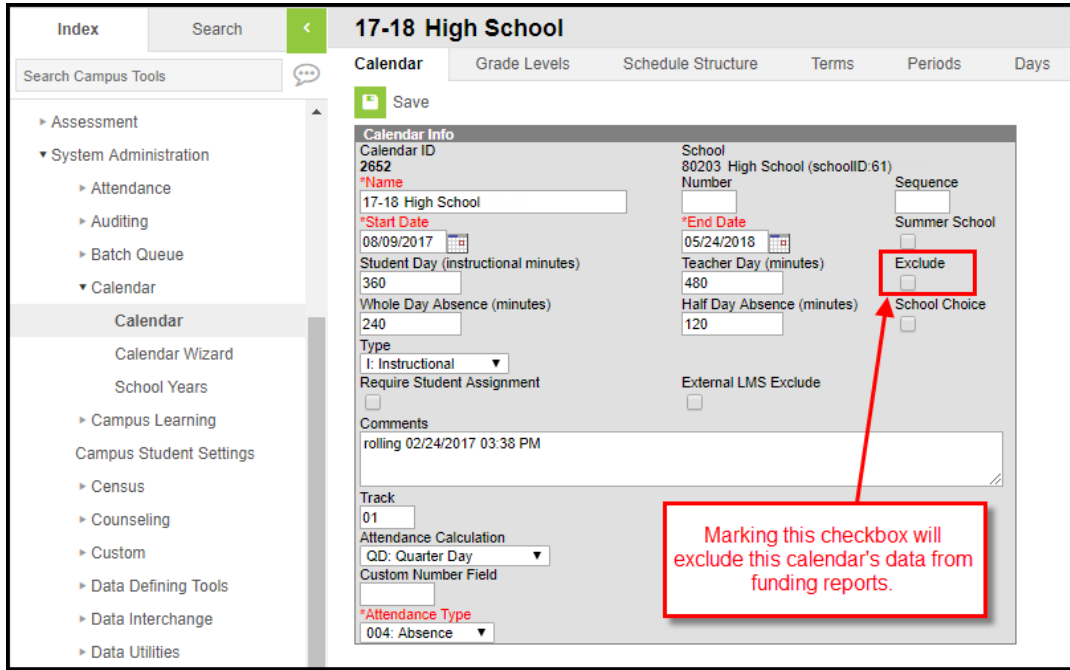 Index Search <
Search Campus Tools
Assessment
System Administration
Attendance
Auditing
Batch Queue
Calendar
Calendar
Calendar Wizard
School Years
Campus Learning
Campus Student Settings
Census
Counseling
Custom
Data Defining Tools
Data Interchange
Data Utilities
17-18 High School
Calendar Grade Levels Schedule Structure Terms Periods Days
Save
Calendar Info
Calendar ID School
2652 80203 High School (schoolID:61)
*Name Number Sequence
17-18 High School
*Start Date *End Date Summer School
08/09/2017 05/24/2018
Student Day (instructional minutes) Teacher Day (minutes) Exclude
360 480
Whole Day Absence (minutes) Half Day Absence (minutes) School Choice
240 120
Type
I: Instructional
Require Student Assignment External LMS Exclude
Comments
rolling 02/24/2017 03:38 PM
Track
01
Attendance Calculation
QD: Quarter Day
Custom Number Field
*Attendance Type
004: Absence
Marking this checkbox will
exclude this calendar's data from
funding reports.